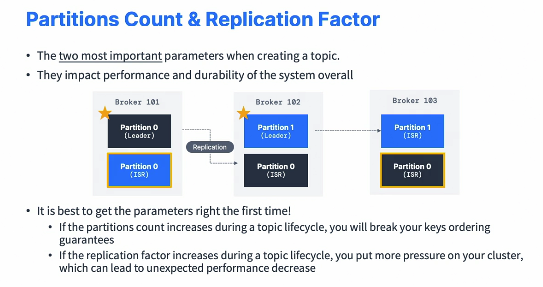 Partitions Count & Replication Factor
• The two most important parameters when creating a topic.
• They impact performance and durability of the system overall
Broker 101
Broker 102
Broker 103
Partition 0
(Leader)
Partition 1
(Leader)
Partition 1
(ISR)
Replication
Partition 0
(ISR)
Partition 0
(ISR)
Partition 0
(ISR)
• It is best to get the parameters right the first time!
• If the partitions count increases during a topic lifecycle, you will break your keys ordering
guarantees
• If the replication factor increases during a topic lifecycle, you put more pressure on your cluster,
which can lead to unexpected performance decrease